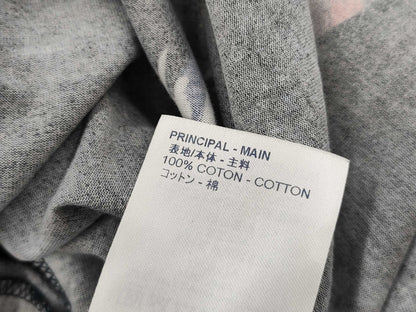 PRINCIPAL - MAIN
表地/本体 - 主料
100% COTON - COTTON
コットン - 棉